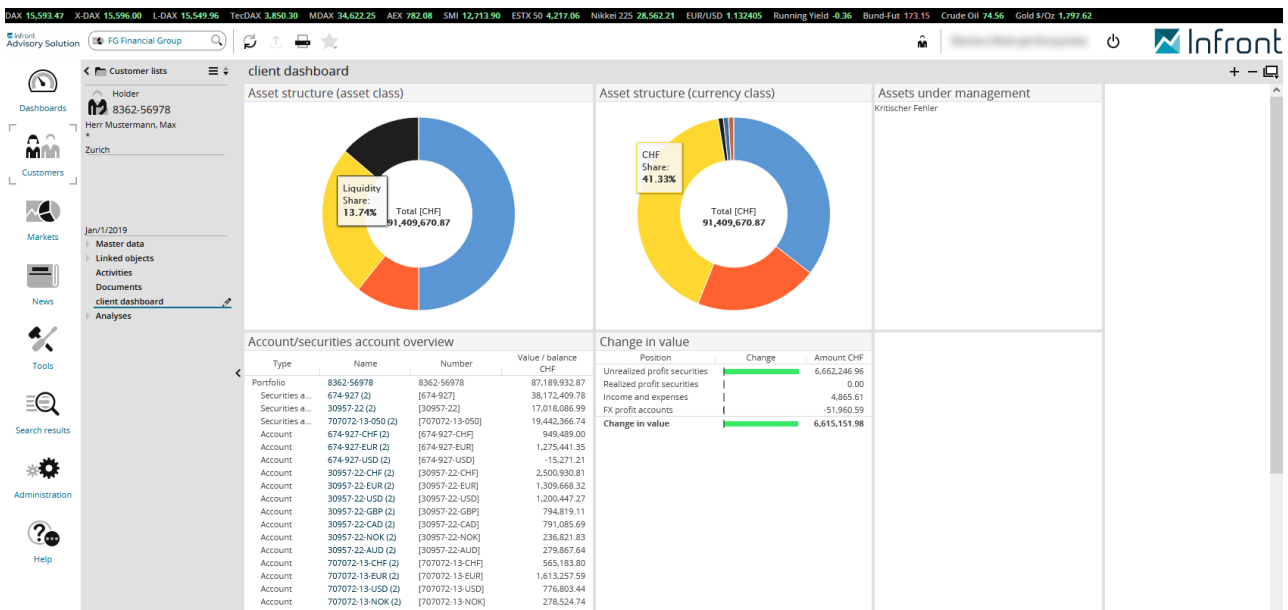 DAX 15,593.47 X-DAX 15,596.00 L-DAX 15,549.96 TecDAX 3,850.30 MDAX 34,622.25 AEX 782.08 SMI 12,713.90 ESTX 50 4,217.06 Nikkei 225 28,562.21 EUR/USD 1.132405 Running Yield -0.36 Bund-Fut 173.15 Crude Oil 74.56 Gold $/Oz 1,797.62
Infront
Advisory Solution
FG Financial Group
Infront
Dashboards
Customers
Markets
News
Tools
Search results
Administration
Help
Customer lists
Holder
8362-56978
Herr Mustermann, Max
*
Zurich
Jan/1/2019
Master data
Linked objects
Activities
Documents
client dashboard
Analyses
client dashboard
Asset structure (asset class)
Liquidity
Share:
13.74%
Total [CHF]
91,409,670.87
Asset structure (currency class)
CHF
Share:
41.33%
Total [CHF]
91,409,670.87
Assets under management
Kritischer Fehler
Account/securities account overview
Type Name Number Value / balance CHF
Portfolio 8362-56978 8362-56978 87,189,932.87
Securities a... 674-927 (2) [674-927] 38,172,409.78
Securities a... 30957-22 (2) [30957-22] 17,018,086.99
Securities a... 707072-13-050 (2) [707072-13-050] 19,442,366.74
Account 674-927-CHF (2) [674-927-CHF] 949,489.00
Account 674-927-EUR (2) [674-927-EUR] 1,275,441.35
Account 674-927-USD (2) [674-927-USD] -15,271.21
Account 30957-22-CHF (2) [30957-22-CHF] 2,500,930.81
Account 30957-22-EUR (2) [30957-22-EUR] 1,309,668.32
Account 30957-22-USD (2) [30957-22-USD] 1,200,447.27
Account 30957-22-GBP (2) [30957-22-GBP] 794,819.11
Account 30957-22-CAD (2) [30957-22-CAD] 791,085.69
Account 30957-22-NOK (2) [30957-22-NOK] 236,821.83
Account 30957-22-AUD (2) [30957-22-AUD] 279,867.64
Account 707072-13-CHF (2) [707072-13-CHF] 565,183.80
Account 707072-13-EUR (2) [707072-13-EUR] 1,613,257.59
Account 707072-13-USD (2) [707072-13-USD] 776,803.44
Account 707072-13-NOK (2) [707072-13-NOK] 278,524.74
Change in value
Position Change Amount CHF
Unrealized profit securities 6,662,246.96
Realized profit securities 0.00
Income and expenses 4,865.61
FX profit accounts -51,960.59
Change in value 6,615,151.98